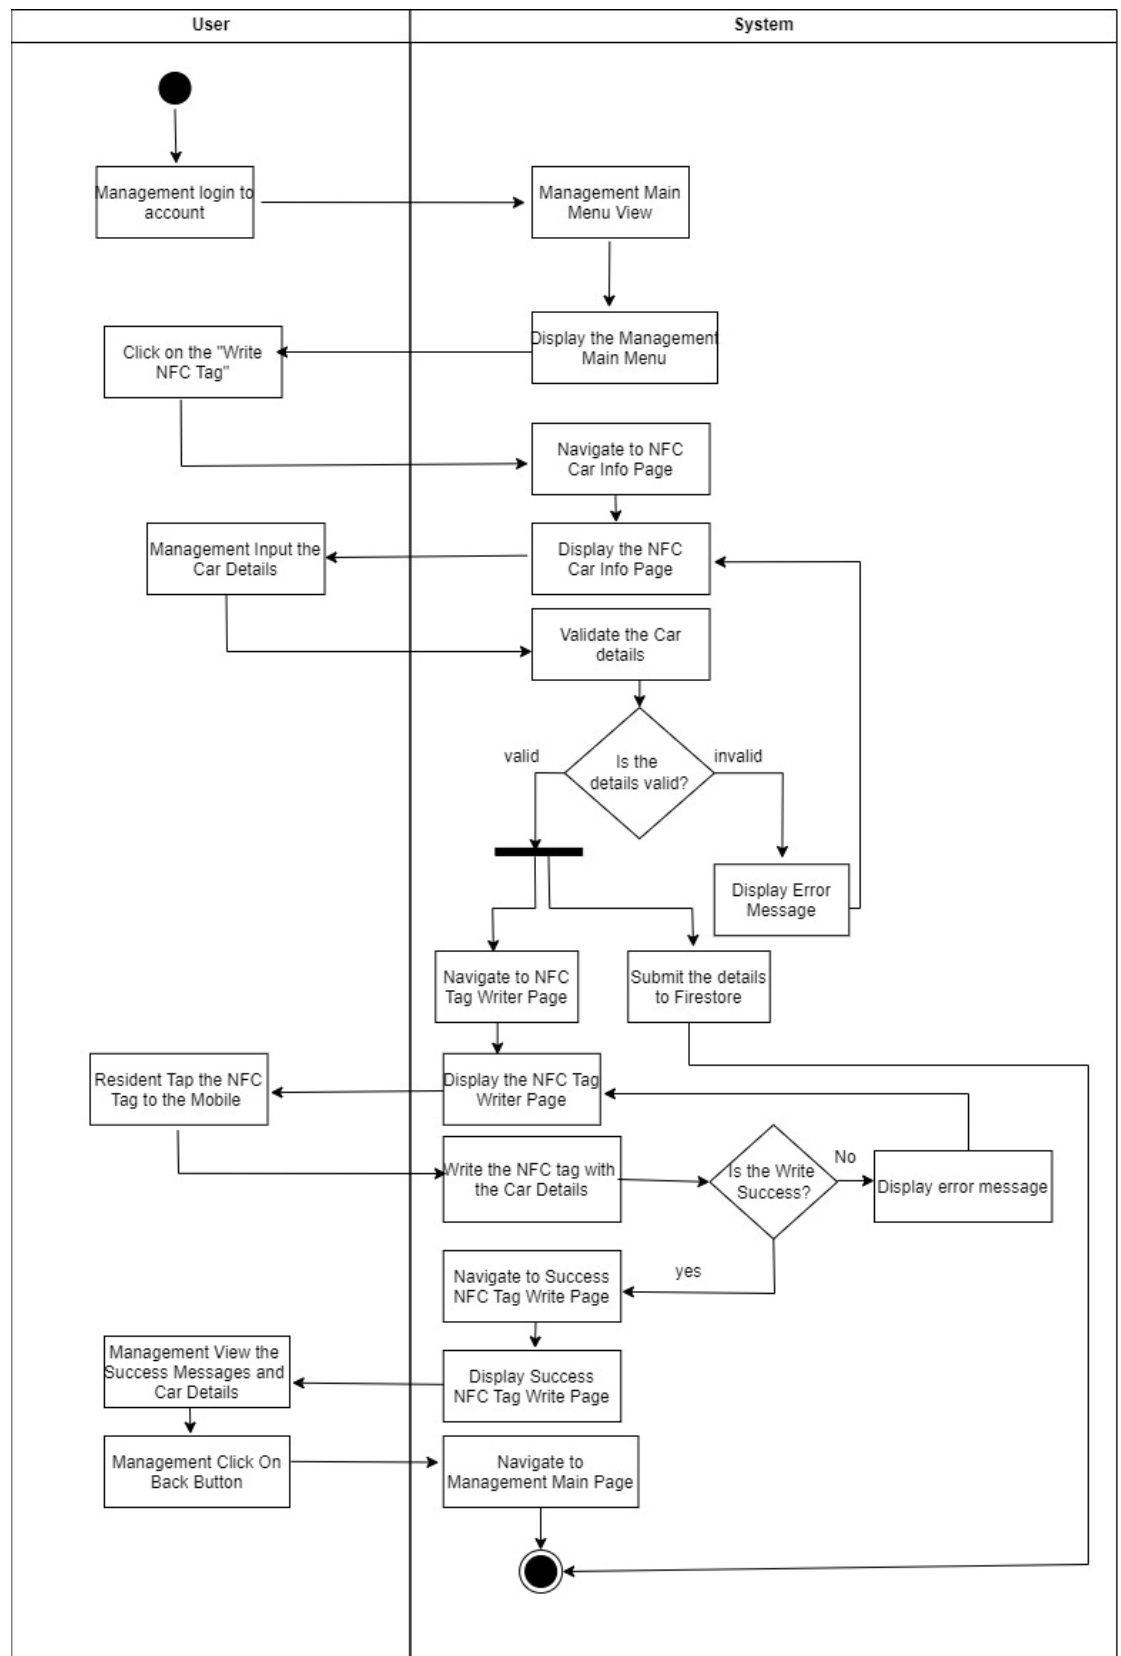 User
System
Management login to
account
Management Main
Menu View
Display the Management
Main Menu
Click on the "Write
NFC Tag"
Navigate to NFC
Car Info Page
Management Input the
Car Details
Display the NFC
Car Info Page
Validate the Car
details
valid
Is the
details valid?
invalid
Display Error
Message
Navigate to NFC
Tag Writer Page
Submit the details
to Firestore
Resident Tap the NFC
Tag to the Mobile
Display the NFC Tag
Writer Page
Write the NFC tag with
the Car Details
Is the Write
Success?
No
Display error message
yes
Navigate to Success
NFC Tag Write Page
Management View the
Success Messages and
Car Details
Display Success
NFC Tag Write Page
Management Click On
Back Button
Navigate to
Management Main Page